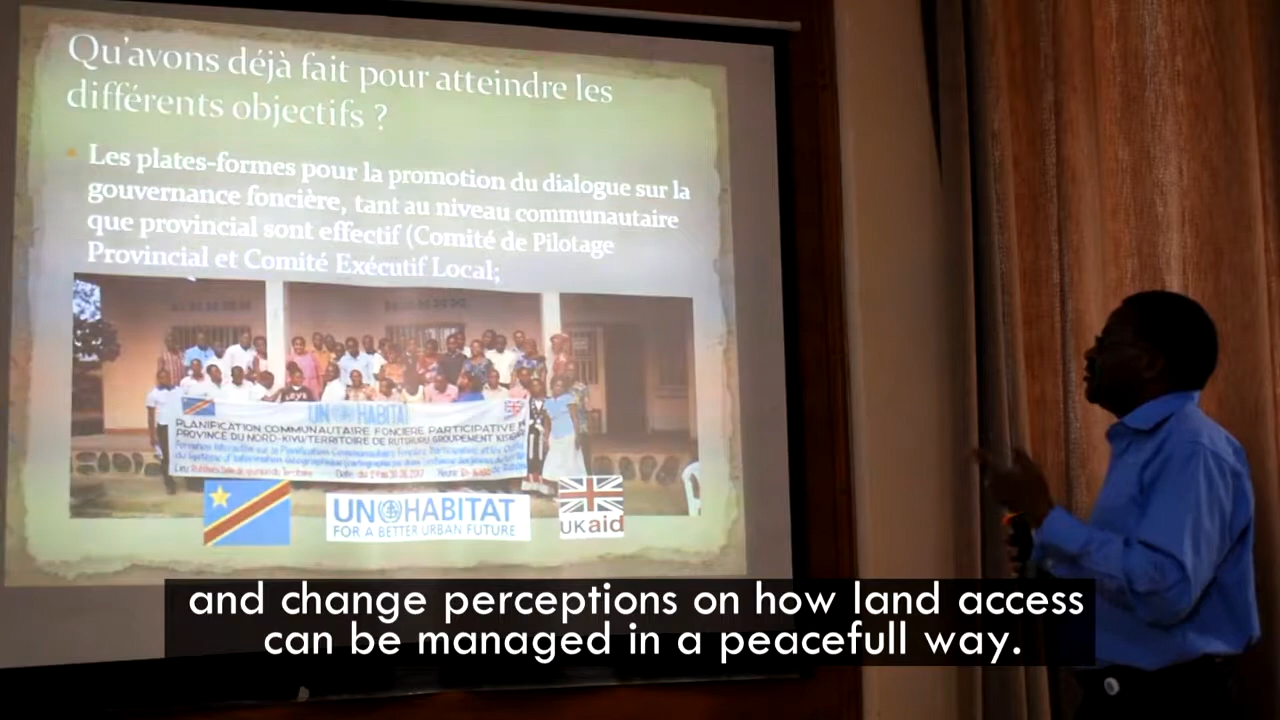 Qu'avons déjà fait pour atteindre les
différents objectifs ?
Les plates-formes pour la promotion du dialogue sur la
gouvernance foncière, tant au niveau communautaire
que provincial sont effectif (Comité de Pilotage
Provincial et Comité Exécutif Local;
UN HABITAT
PLANIFICATION COMMUNAUTAIRE FONCIERE PARTICIPATIVE
PROVINCE DU NORD-KIVU/TERRITOIRE DE RUTSHURU GROUPEMENT
UN HABITAT
FOR A BETTER URBAN FUTURE
UKaid
and change perceptions on how land access
can be managed in a peacefull way.